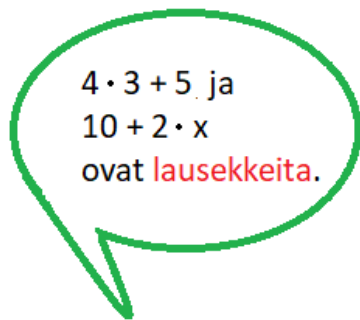 4 · 3 + 5 ja
10 + 2 · x
ovat lausekkeita.